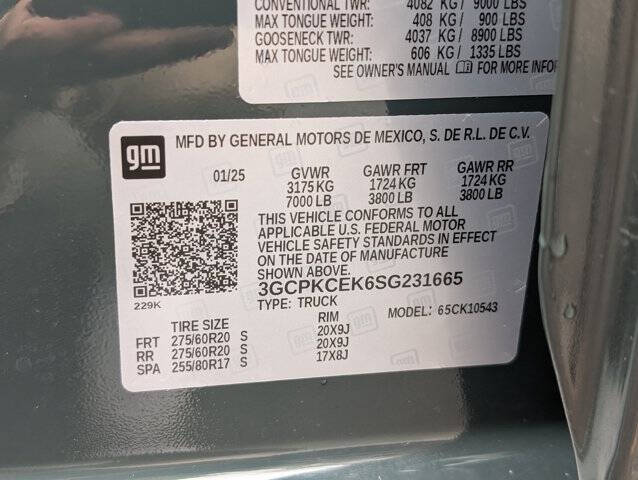 CONVENTIONAL TWR: 4082 KG / 9000 LBS
MAX TONGUE WEIGHT: 408 KG / 900 LBS
GOOSENECK TWR: 4037 KG / 8900 LBS
MAX TONGUE WEIGHT: 606 KG / 1335 LBS
SEE OWNER'S MANUAL FOR MORE INFOR
gm MFD BY GENERAL MOTORS DE MEXICO, S. DE R.L. DE C.V.
01/25 GVWR GAWR FRT GAWR RR
3175 KG 1724 KG 1724 KG
7000 LB 3800 LB 3800 LB
THIS VEHICLE CONFORMS TO ALL
APPLICABLE U.S. FEDERAL MOTOR
VEHICLE SAFETY STANDARDS IN EFFECT
ON THE DATE OF MANUFACTURE
SHOWN ABOVE.
3GCPKCEK6SG231665
229K TYPE: TRUCK MODEL: 65CK10543
TIRE SIZE RIM
FRT 275/60R20 S 20X9J
RR 275/60R20 S 20X9J
SPA 255/80R17 S 17X8J